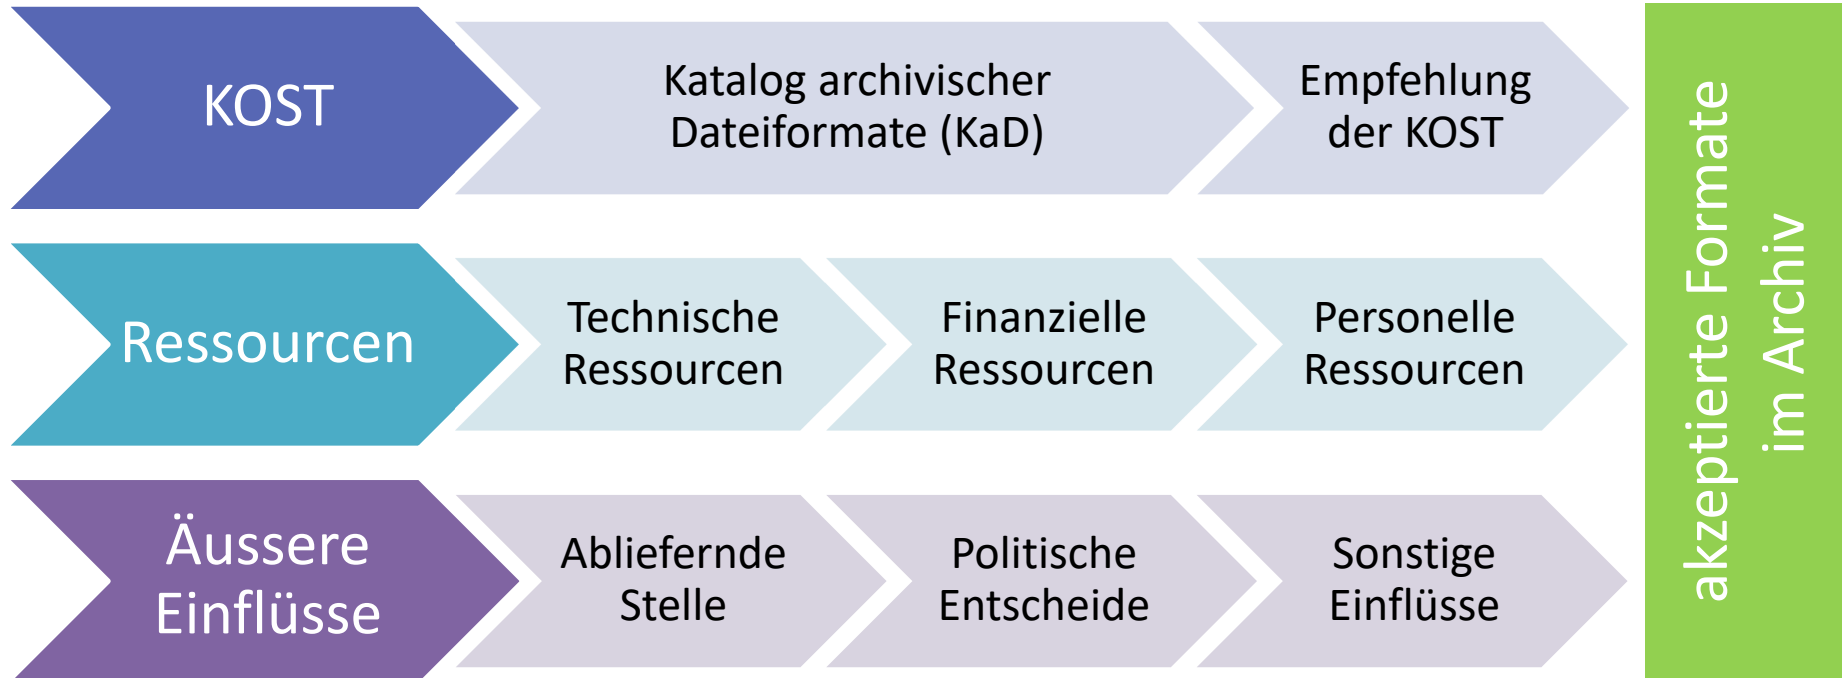 KOST
Katalog archivischer
Dateiformate (KaD)
Empfehlung
der KOST
Ressourcen
Technische
Ressourcen
Finanzielle
Ressourcen
Personelle
Ressourcen
Äussere
Einflüsse
Abliefernde
Stelle
Politische
Entscheide
Sonstige
Einflüsse
akzeptierte Formate
im Archiv